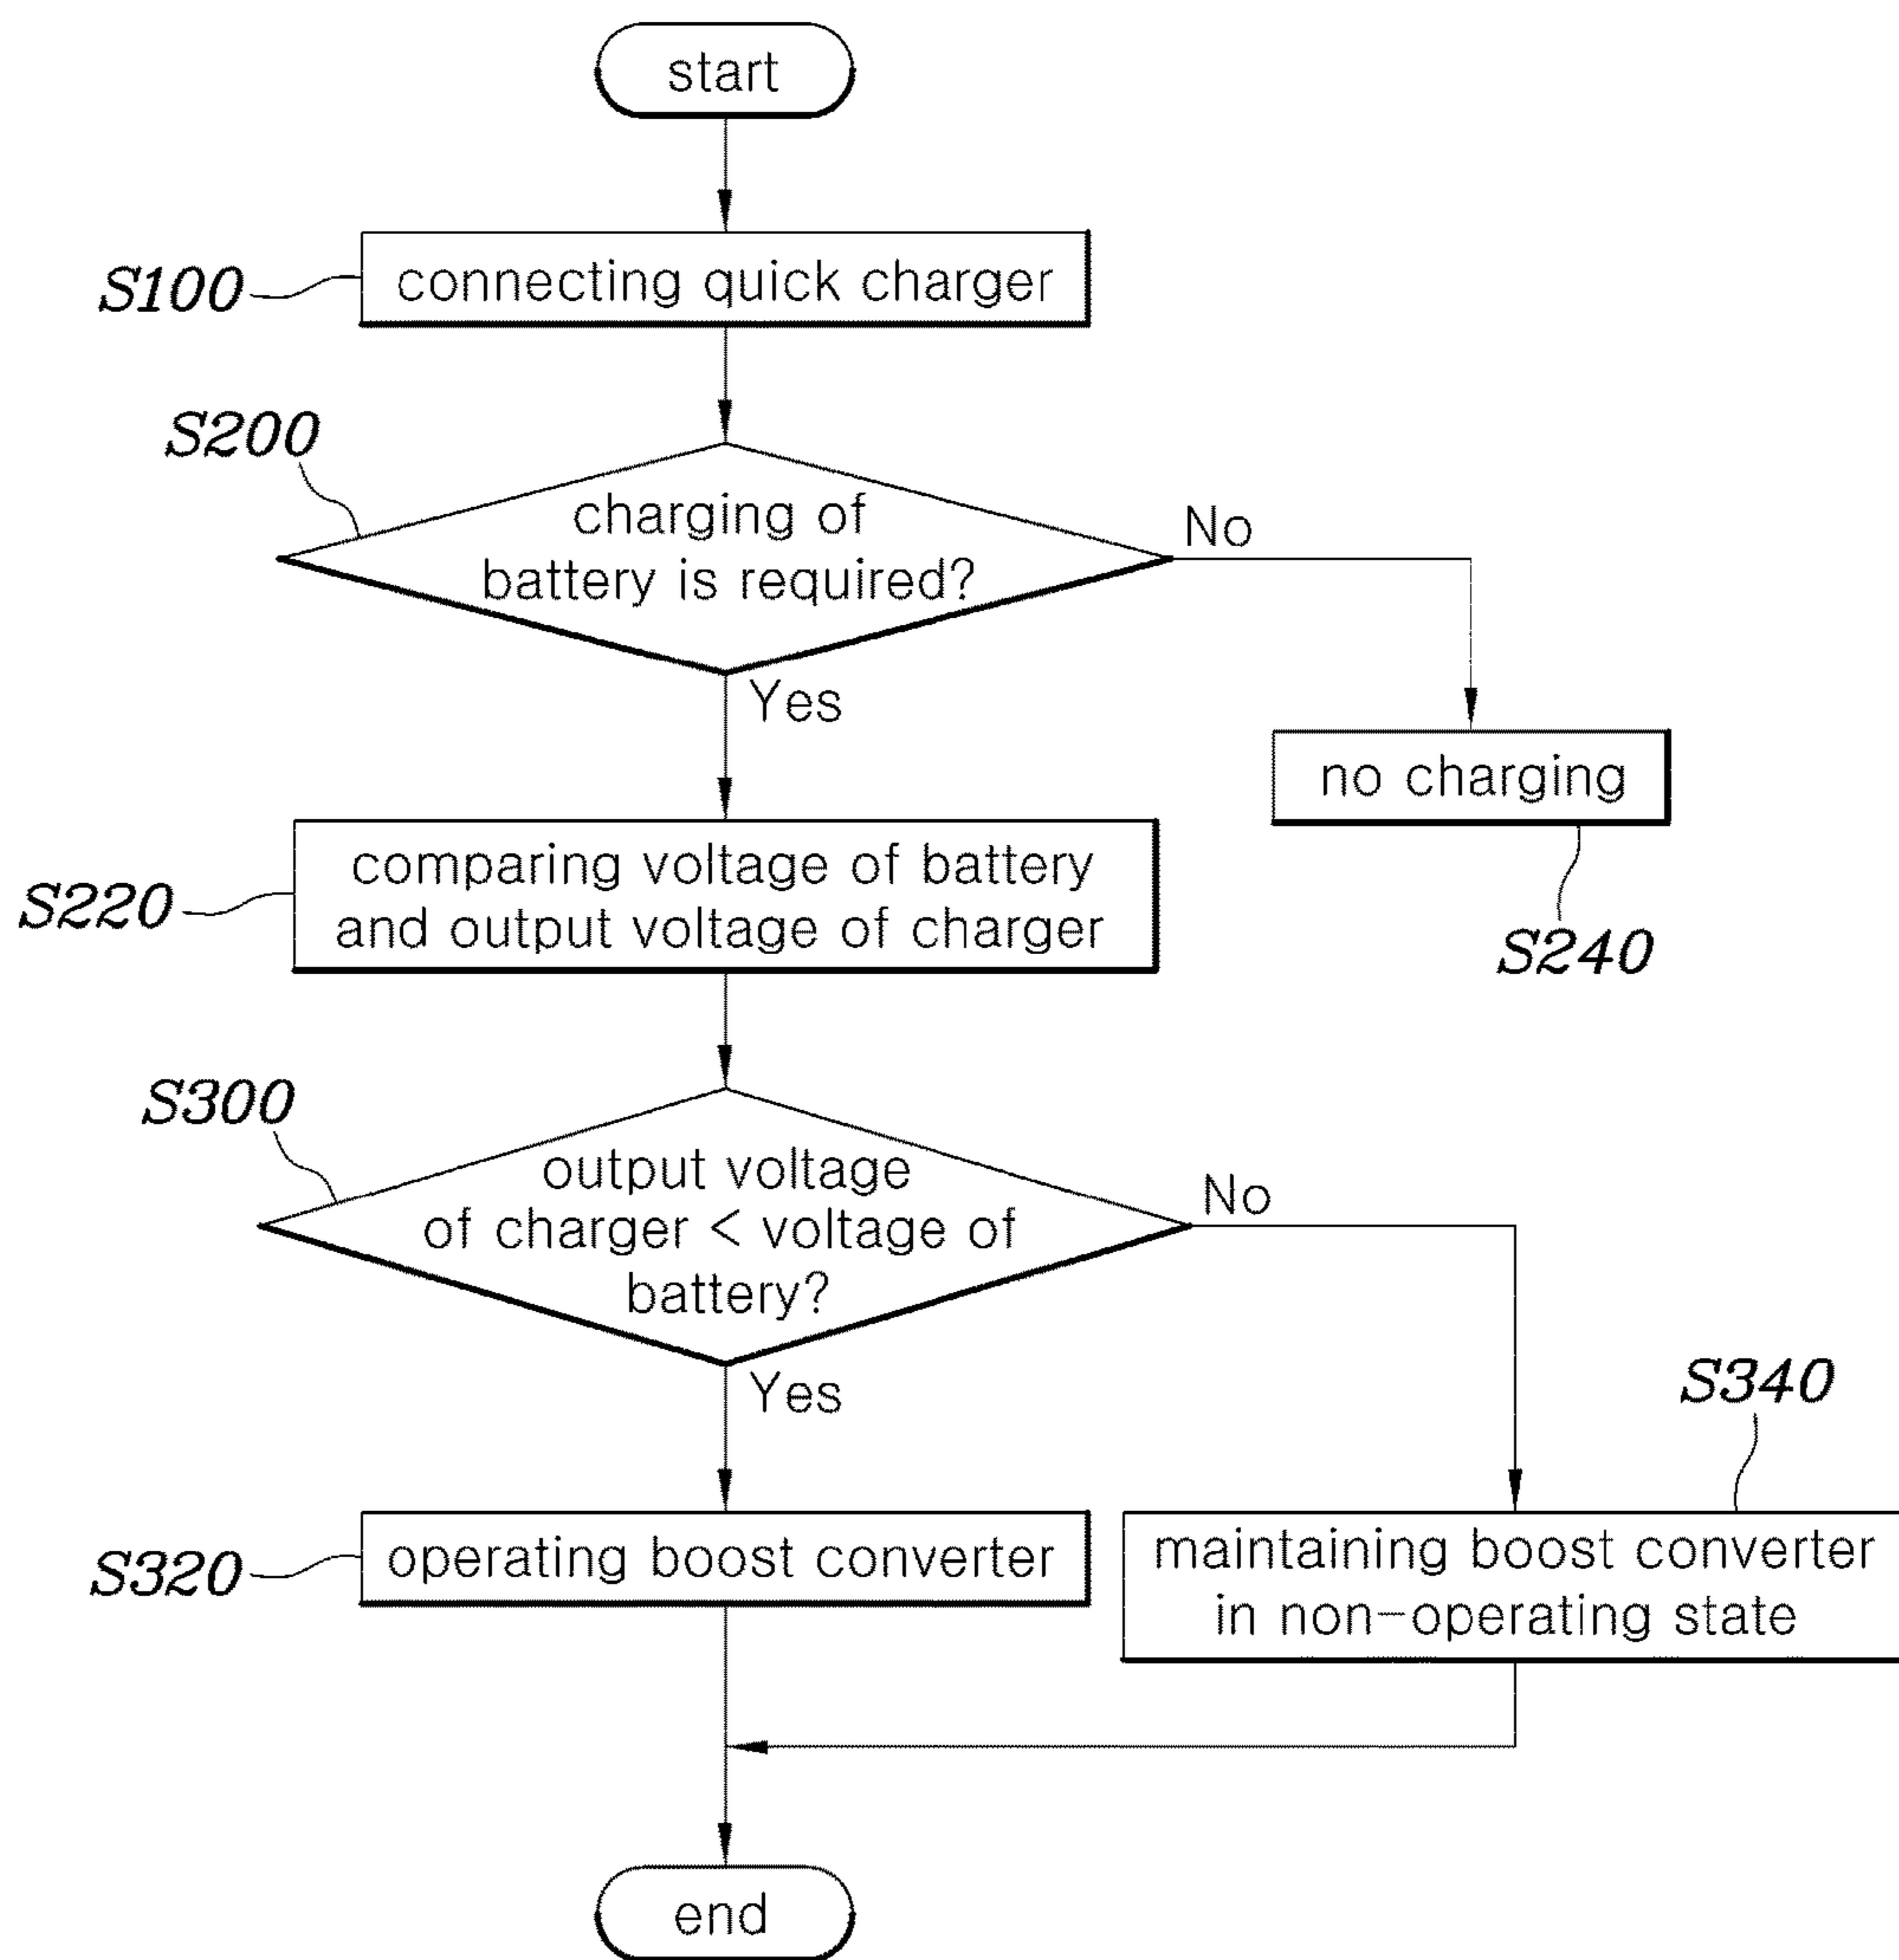 start
S100
connecting quick charger
S200
charging of
battery is required?
No
Yes
no charging
S240
S220
comparing voltage of battery
and output voltage of charger
S300
output voltage
of charger < voltage of
battery?
No
Yes
S320
operating boost converter
S340
maintaining boost converter
in non-operating state
end